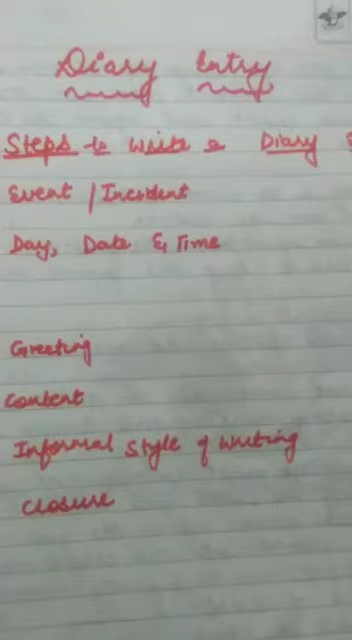 Diary Entry
Steps to write a Diary
Event / Incident
Day, Date & Time
Greeting
Content
Informal style of writing
Closure